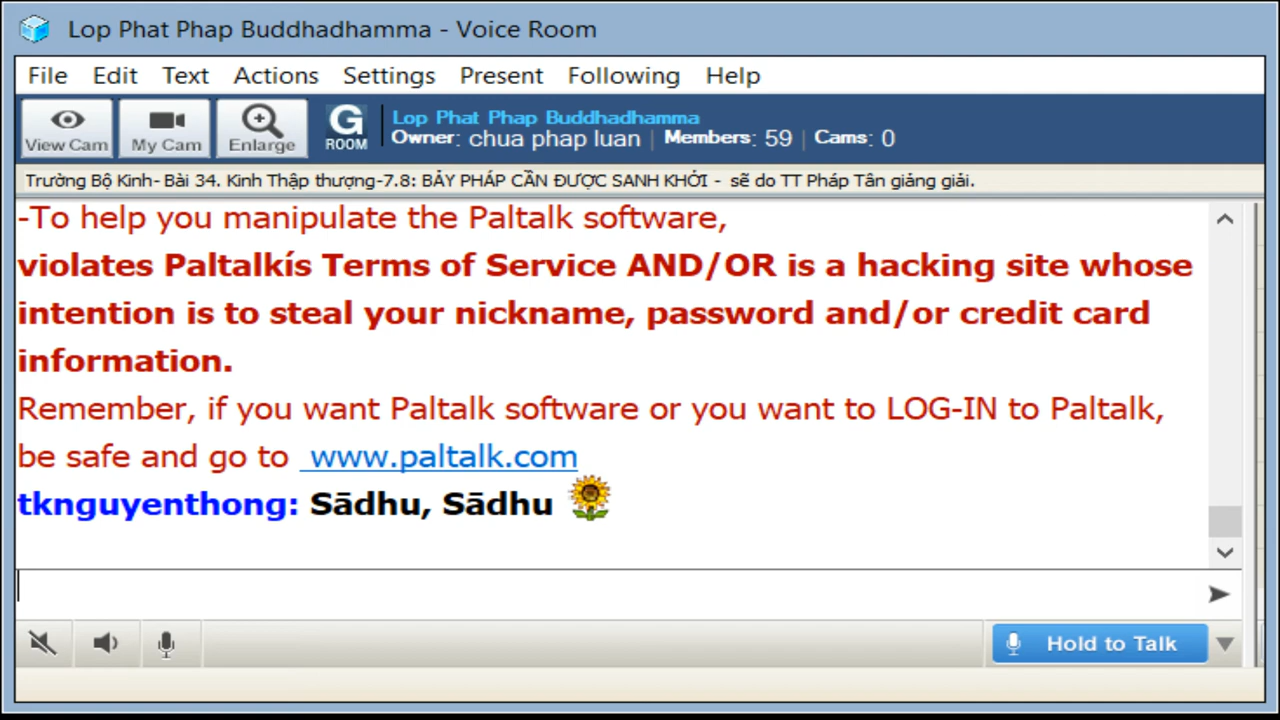 Lop Phat Phap Buddhadhamma - Voice Room
File Edit Text Actions Settings Present Following Help
View Cam My Cam Enlarge G ROOM
Lop Phat Phap Buddhadhamma
Owner: chua phap luan | Members: 59 | Cams: 0
Trường Bộ Kinh- Bài 34. Kinh Thập thượng-7.8: BẢY PHÁP CẦN ĐƯỢC SANH KHỞI - sẽ do TT Pháp Tân giảng giải.
-To help you manipulate the Paltalk software,
violates Paltalkís Terms of Service AND/OR is a hacking site whose
intention is to steal your nickname, password and/or credit card
information.
Remember, if you want Paltalk software or you want to LOG-IN to Paltalk,
be safe and go to www.paltalk.com
tknguyenthong: Sādhu, Sādhu
Hold to Talk